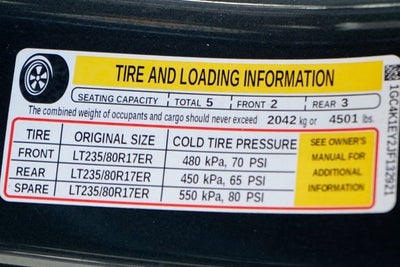 TIRE AND LOADING INFORMATION
SEATING CAPACITY TOTAL 5 FRONT 2 REAR 3
The combined weight of occupants and cargo should never exceed 2042 kg or 4501 lbs.
TIRE ORIGINAL SIZE COLD TIRE PRESSURE
FRONT LT235/80R17ER 480 kPa, 70 PSI
REAR LT235/80R17ER 450 kPa, 65 PSI
SPARE LT235/80R17ER 550 kPa, 80 PSI
SEE OWNER'S
MANUAL FOR
ADDITIONAL
INFORMATION